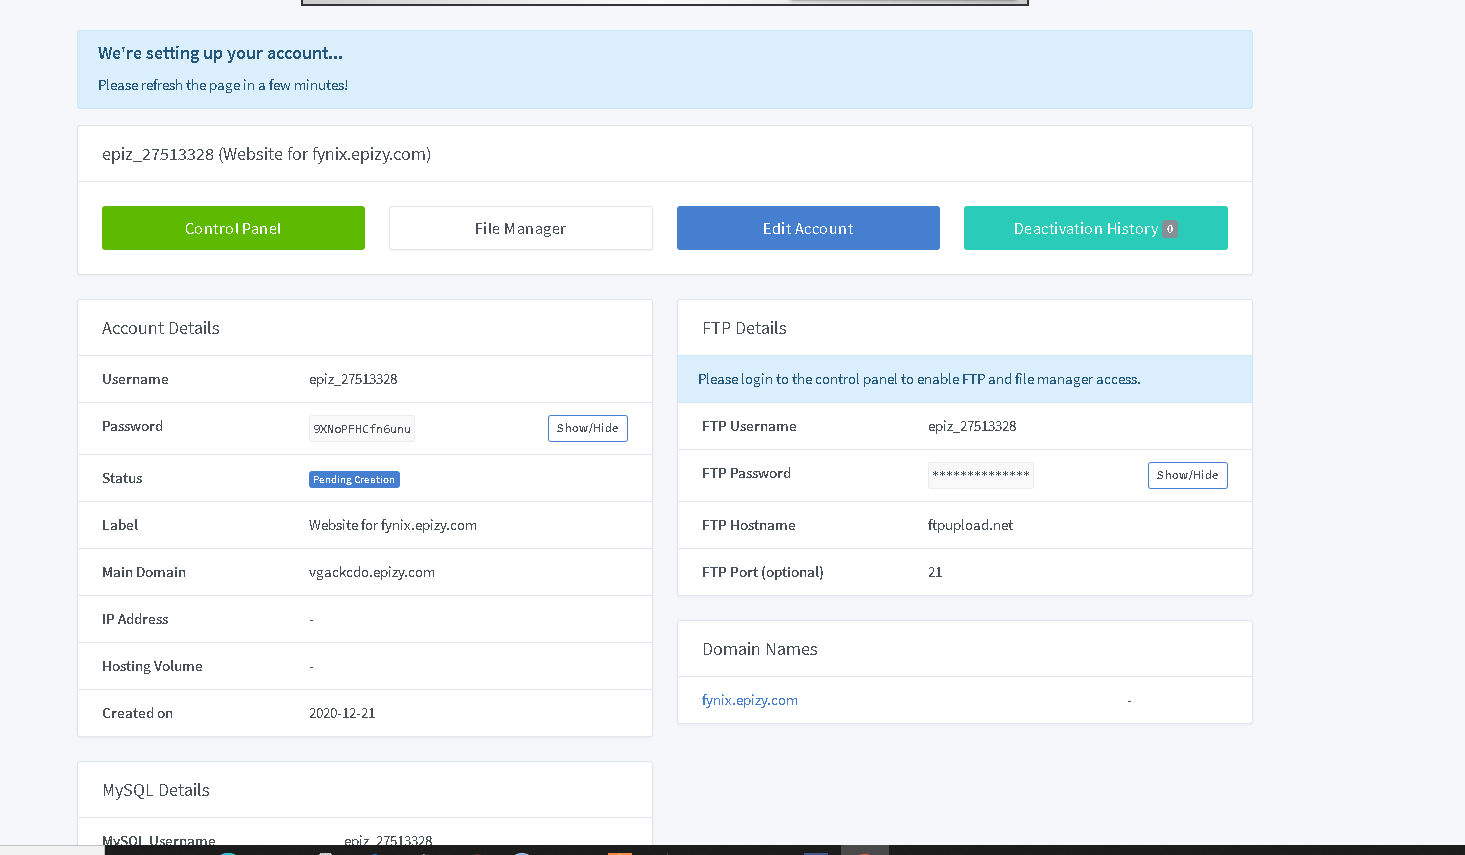 We're setting up your account...
Please refresh the page in a few minutes!
epiz_27513328 (Website for fynix.epizy.com)
Control Panel
File Manager
Edit Account
Deactivation History 0
Account Details
Username epiz_27513328
Password 9XNoPFHCfn6unu Show/Hide
Status Pending Creation
Label Website for fynix.epizy.com
Main Domain vgackcdo.epizy.com
IP Address -
Hosting Volume -
Created on 2020-12-21
MySQL Details
MySQL Username epiz_27513328
FTP Details
Please login to the control panel to enable FTP and file manager access.
FTP Username epiz_27513328
FTP Password ************** Show/Hide
FTP Hostname ftpupload.net
FTP Port (optional) 21
Domain Names
fynix.epizy.com -